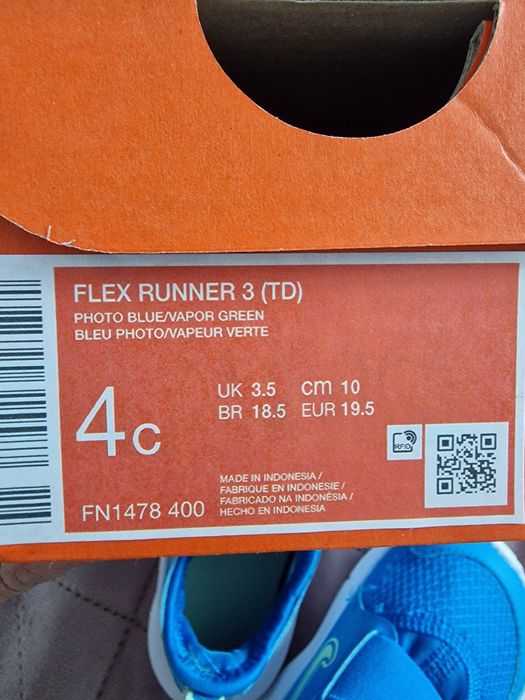 FLEX RUNNER 3 (TD)
PHOTO BLUE/VAPOR GREEN
BLEU PHOTO/VAPEUR VERTE
4C
UK 3.5 cm 10
BR 18.5 EUR 19.5
RFID
FN1478 400
MADE IN INDONESIA /
FABRIQUE EN INDONESIE /
FABRICADO NA INDONÉSIA /
HECHO EN INDONESIA